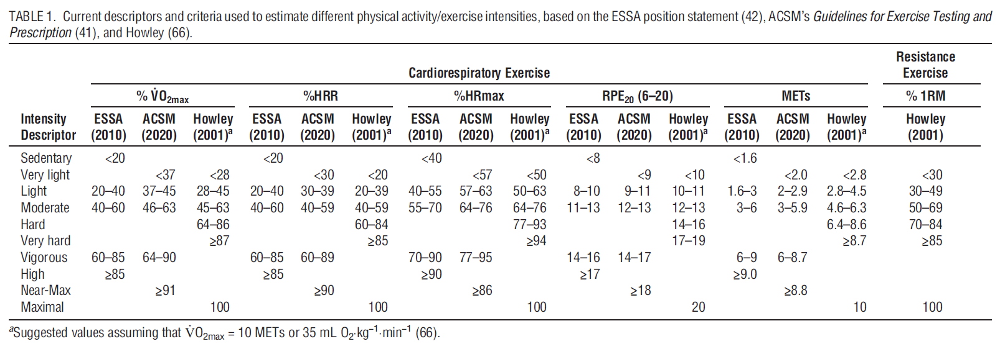 TABLE 1. Current descriptors and criteria used to estimate different physical activity/exercise intensities, based on the ESSA position statement (42), ACSM's Guidelines for Exercise Testing and
Prescription (41), and Howley (66).
Resistance
Cardiorespiratory Exercise Exercise
% V̇O2max %HRR %HRmax RPE20 (6–20) METs % 1RM
Intensity ESSA ACSM Howley ESSA ACSM Howley ESSA ACSM Howley ESSA ACSM Howley ESSA ACSM Howley Howley
Descriptor (2010) (2020) (2001)a (2010) (2020) (2001)a (2010) (2020) (2001)a (2010) (2020) (2001)a (2010) (2020) (2001)a (2001)
Sedentary <20 <20 <40 <8 <1.6
Very light <37 <28 <30 <20 <57 <50 <9 <10 <2.0 <2.8 <30
Light 20–40 37–45 28–45 20–40 30–39 20–39 40–55 57–63 50–63 8–10 9–11 10–11 1.6–3 2–2.9 2.8–4.5 30–49
Moderate 40–60 46–63 45–63 40–60 40–59 40–59 55–70 64–76 64–76 11–13 12–13 12–13 3–6 3–5.9 4.6–6.3 50–69
Hard 64–86 60–84 77–93 14–16 6.4–8.6 70–84
Very hard ≥87 ≥85 ≥94 17–19 ≥8.7 ≥85
Vigorous 60–85 64–90 60–85 60–89 70–90 77–95 14–16 14–17 6–9 6–8.7
High ≥85 ≥85 ≥90 ≥17 ≥9.0
Near-Max ≥91 ≥90 ≥86 ≥18 ≥8.8
Maximal 100 100 100 20 10 100
aSuggested values assuming that V̇O2max = 10 METs or 35 mL O2·kg−1·min−1 (66).